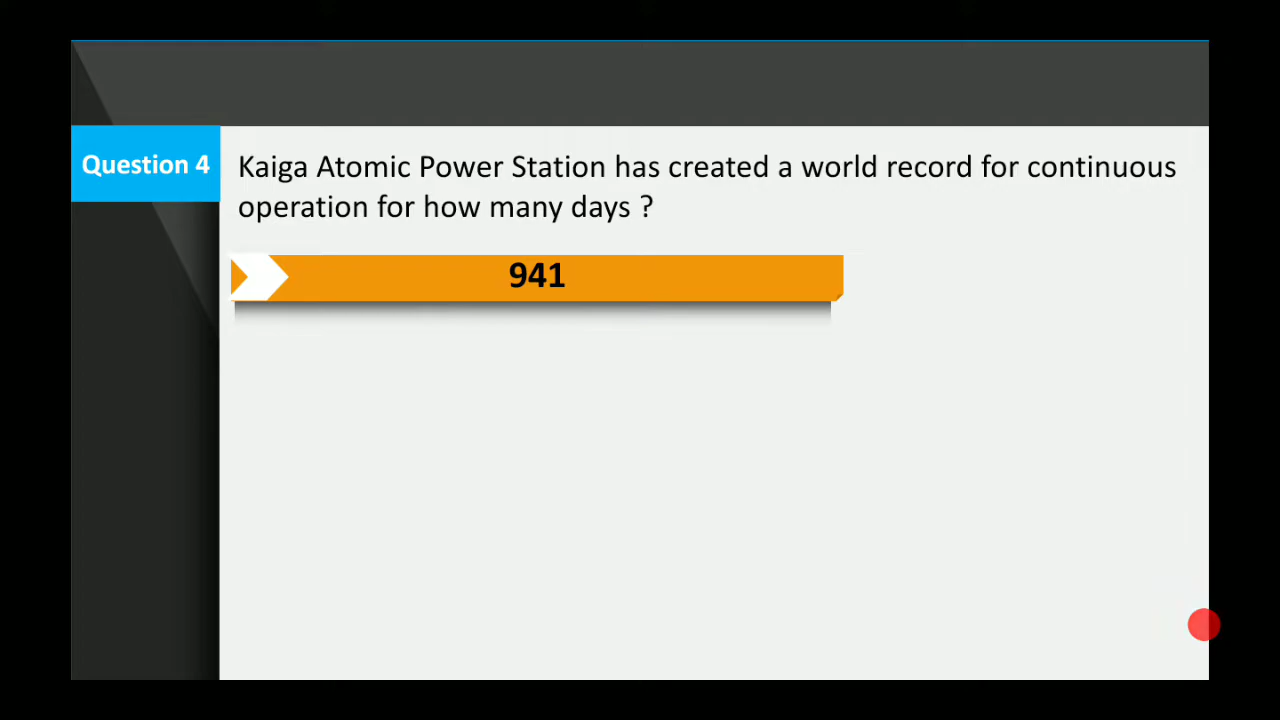 Question 4
Kaiga Atomic Power Station has created a world record for continuous
operation for how many days ?
941